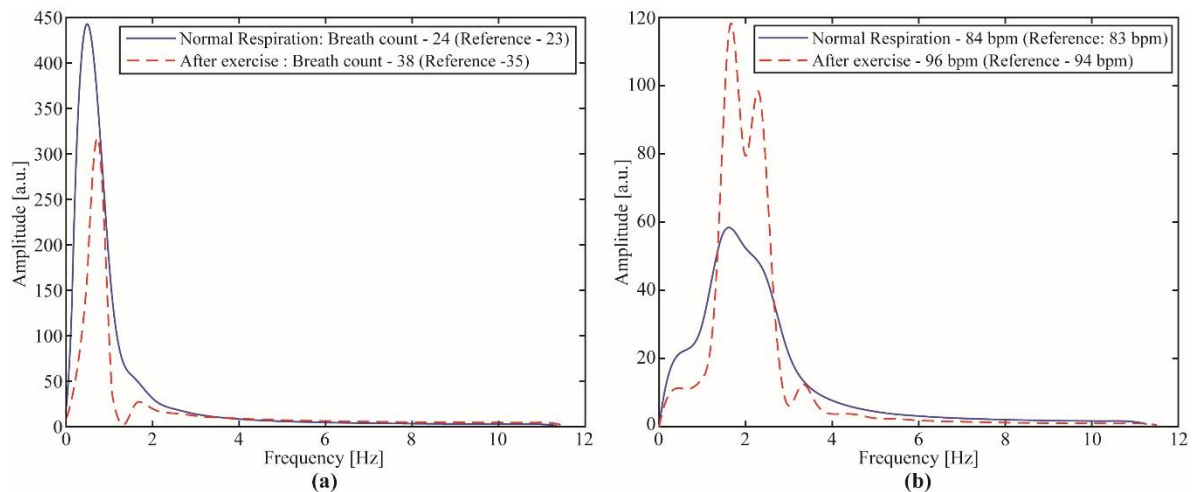 450
400
350
300
250
200
150
100
50
0
Amplitude [a.u.]
Normal Respiration: Breath count - 24 (Reference - 23)
After exercise : Breath count - 38 (Reference -35)
0 2 4 6 8 10 12
Frequency [Hz]
(a)
120
100
80
60
40
20
0
Amplitude [a.u.]
Normal Respiration - 84 bpm (Reference: 83 bpm)
After exercise - 96 bpm (Reference - 94 bpm)
0 2 4 6 8 10 12
Frequency [Hz]
(b)